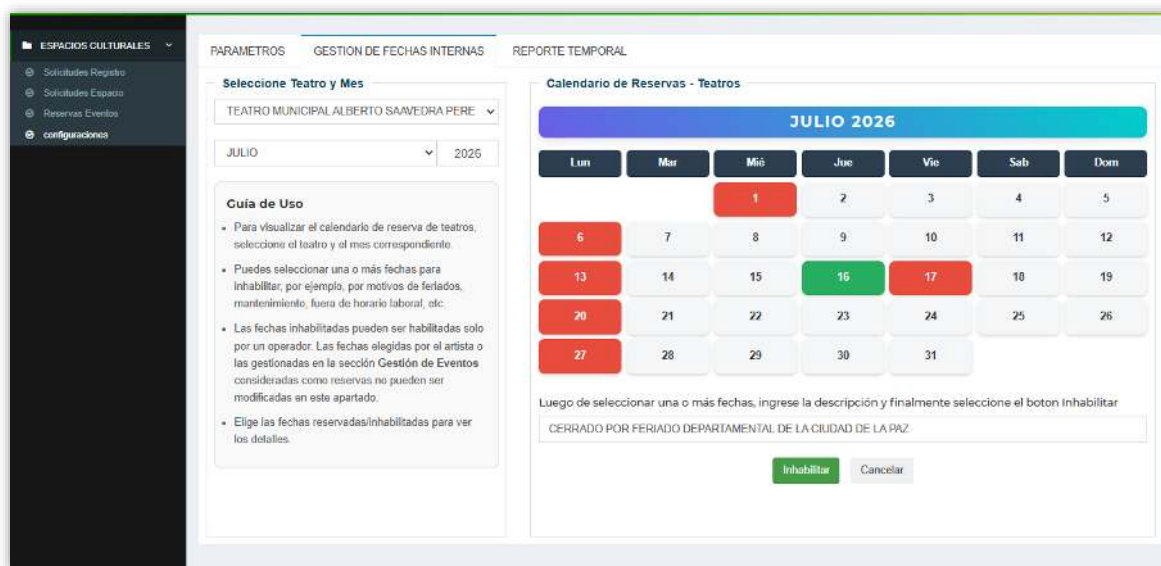 ESPACIOS CULTURALES
Solicitudes Registro
Solicitudes Espacio
Reservas Eventos
configuraciones
PARAMETROS GESTION DE FECHAS INTERNAS REPORTE TEMPORAL
Seleccione Teatro y Mes
TEATRO MUNICIPAL ALBERTO SAAVEDRA PERE
JULIO 2026
Guía de Uso
• Para visualizar el calendario de reserva de teatros,
seleccione el teatro y el mes correspondiente.
• Puedes seleccionar una o más fechas para
inhabilitar, por ejemplo, por motivos de feriados,
mantenimiento, fuera de horario laboral, etc.
• Las fechas inhabilitadas pueden ser habilitadas solo
por un operador. Las fechas elegidas por el artista o
las gestionadas en la sección Gestión de Eventos
consideradas como reservas no pueden ser
modificadas en este apartado.
• Elige las fechas reservadas/inhabilitadas para ver
los detalles.
Calendario de Reservas - Teatros
JULIO 2026
Lun Mar Mié Jue Vie Sab Dom
1 2 3 4 5
6 7 8 9 10 11 12
13 14 15 16 17 18 19
20 21 22 23 24 25 26
27 28 29 30 31
Luego de seleccionar una o más fechas, ingrese la descripción y finalmente seleccione el boton Inhabilitar
CERRADO POR FERIADO DEPARTAMENTAL DE LA CIUDAD DE LA PAZ
Inhabilitar Cancelar